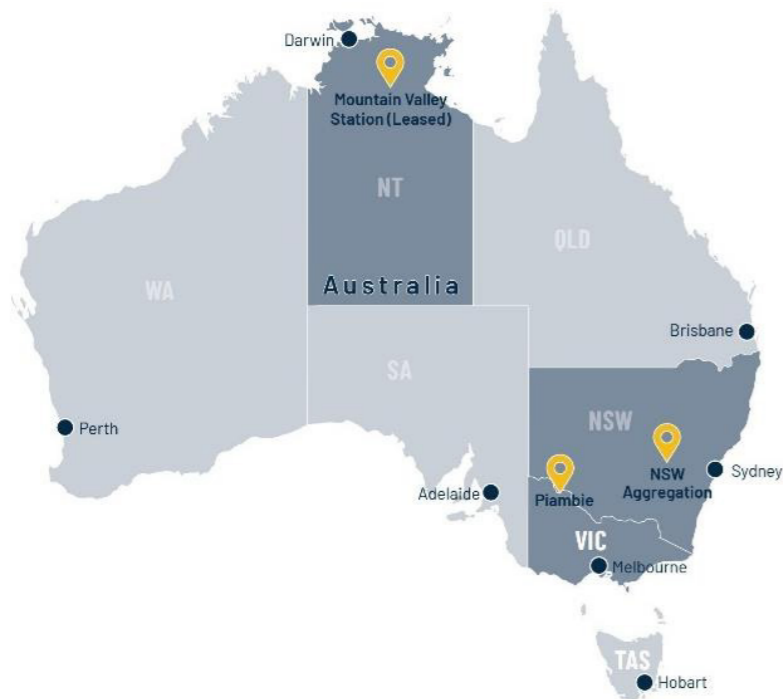 Darwin
Mountain Valley
Station (Leased)
NT
QLD
Australia
WA
Brisbane
SA
NSW
Perth
NSW
Aggregation
Sydney
Piambie
Adelaide
VIC
Melbourne
TAS
Hobart